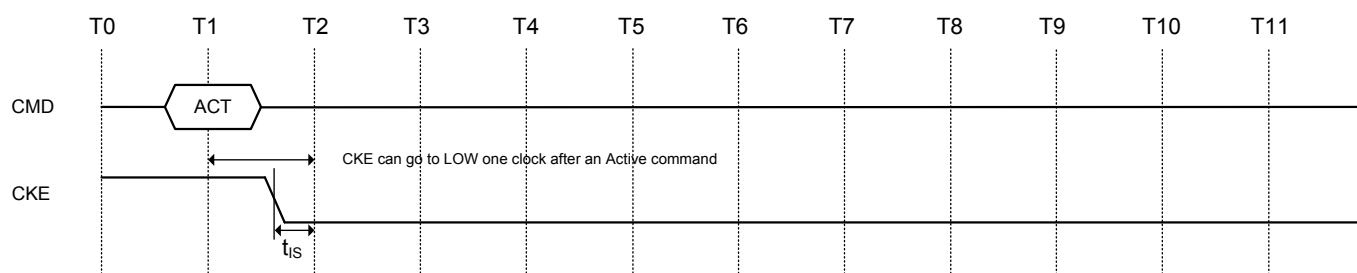 T0 T1 T2 T3 T4 T5 T6 T7 T8 T9 T10 T11
CMD ACT
CKE can go to LOW one clock after an Active command
CKE
tIS